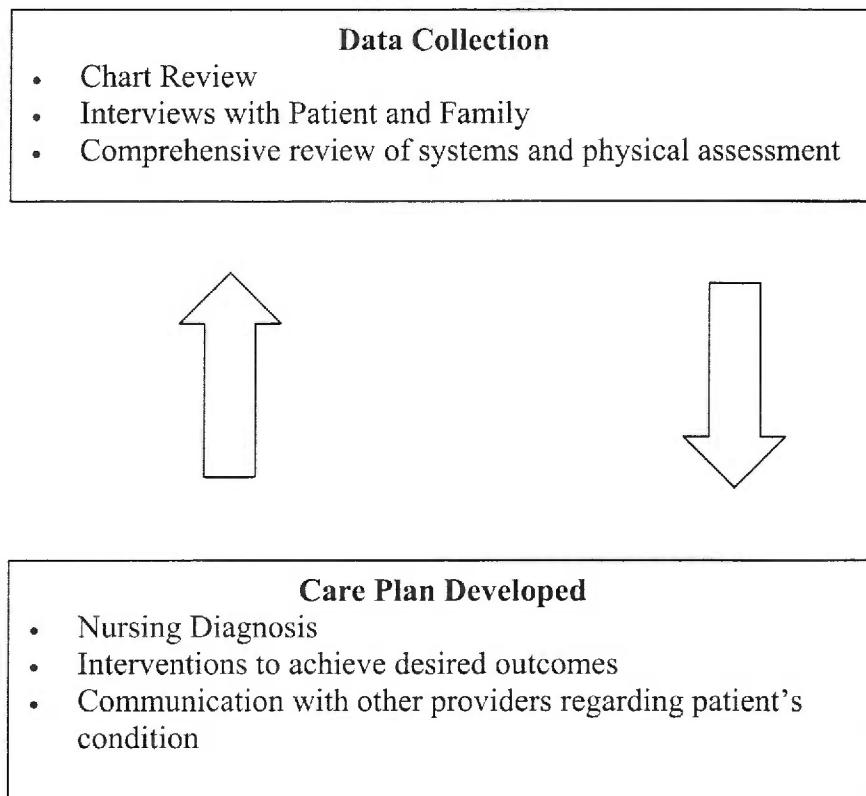 Data Collection
• Chart Review
• Interviews with Patient and Family
• Comprehensive review of systems and physical assessment
Care Plan Developed
• Nursing Diagnosis
• Interventions to achieve desired outcomes
• Communication with other providers regarding patient's
condition